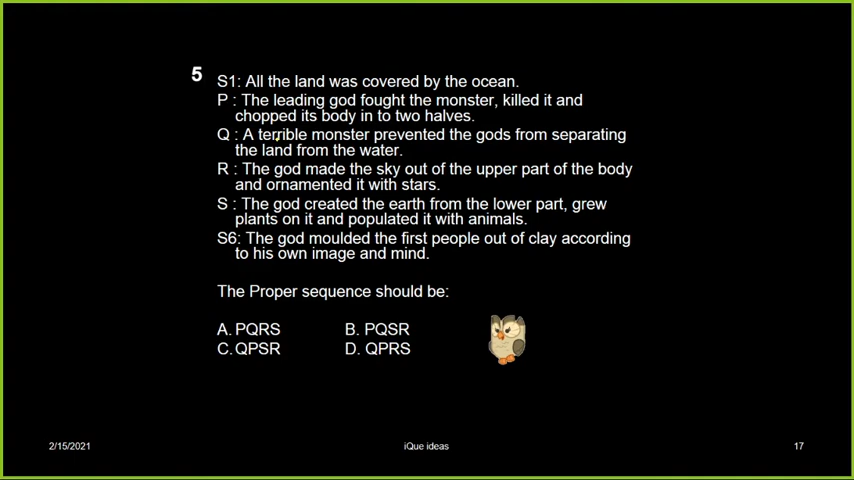 5
S1: All the land was covered by the ocean.
P : The leading god fought the monster, killed it and
chopped its body in to two halves.
Q : A terrible monster prevented the gods from separating
the land from the water.
R : The god made the sky out of the upper part of the body
and ornamented it with stars.
S : The god created the earth from the lower part, grew
plants on it and populated it with animals.
S6: The god moulded the first people out of clay according
to his own image and mind.
The Proper sequence should be:
A. PQRS B. PQSR
C. QPSR D. QPRS
2/15/2021 iQue ideas 17